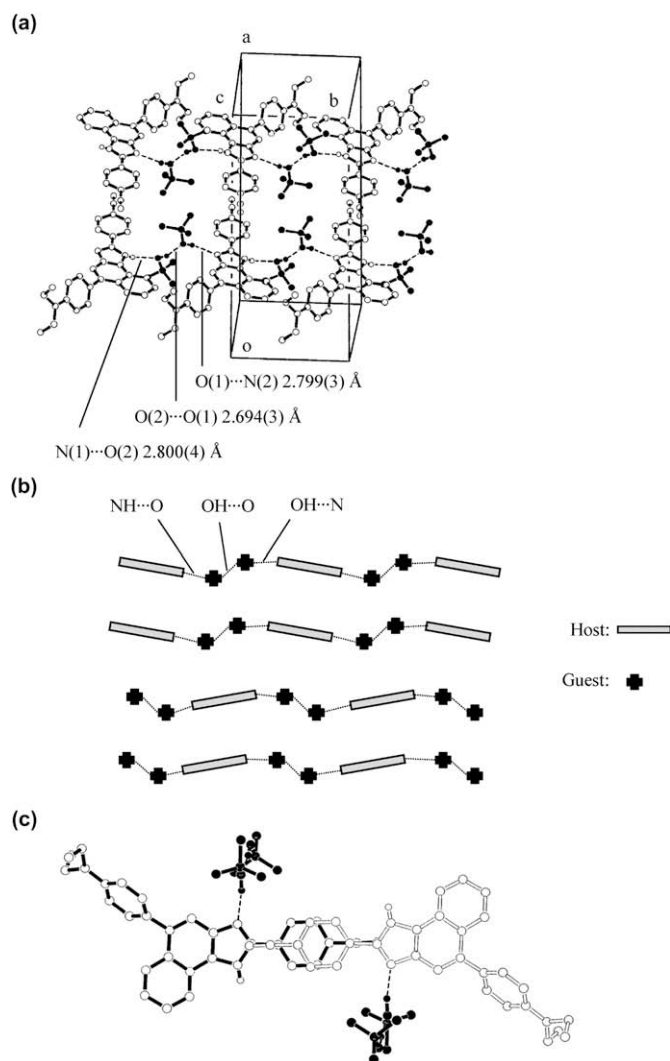 (a)
a
c
b
o
O(1)···N(2) 2.799(3) Å
O(2)···O(1) 2.694(3) Å
N(1)···O(2) 2.800(4) Å
(b)
NH···O
OH···O
OH···N
Host:
Guest:
(c)